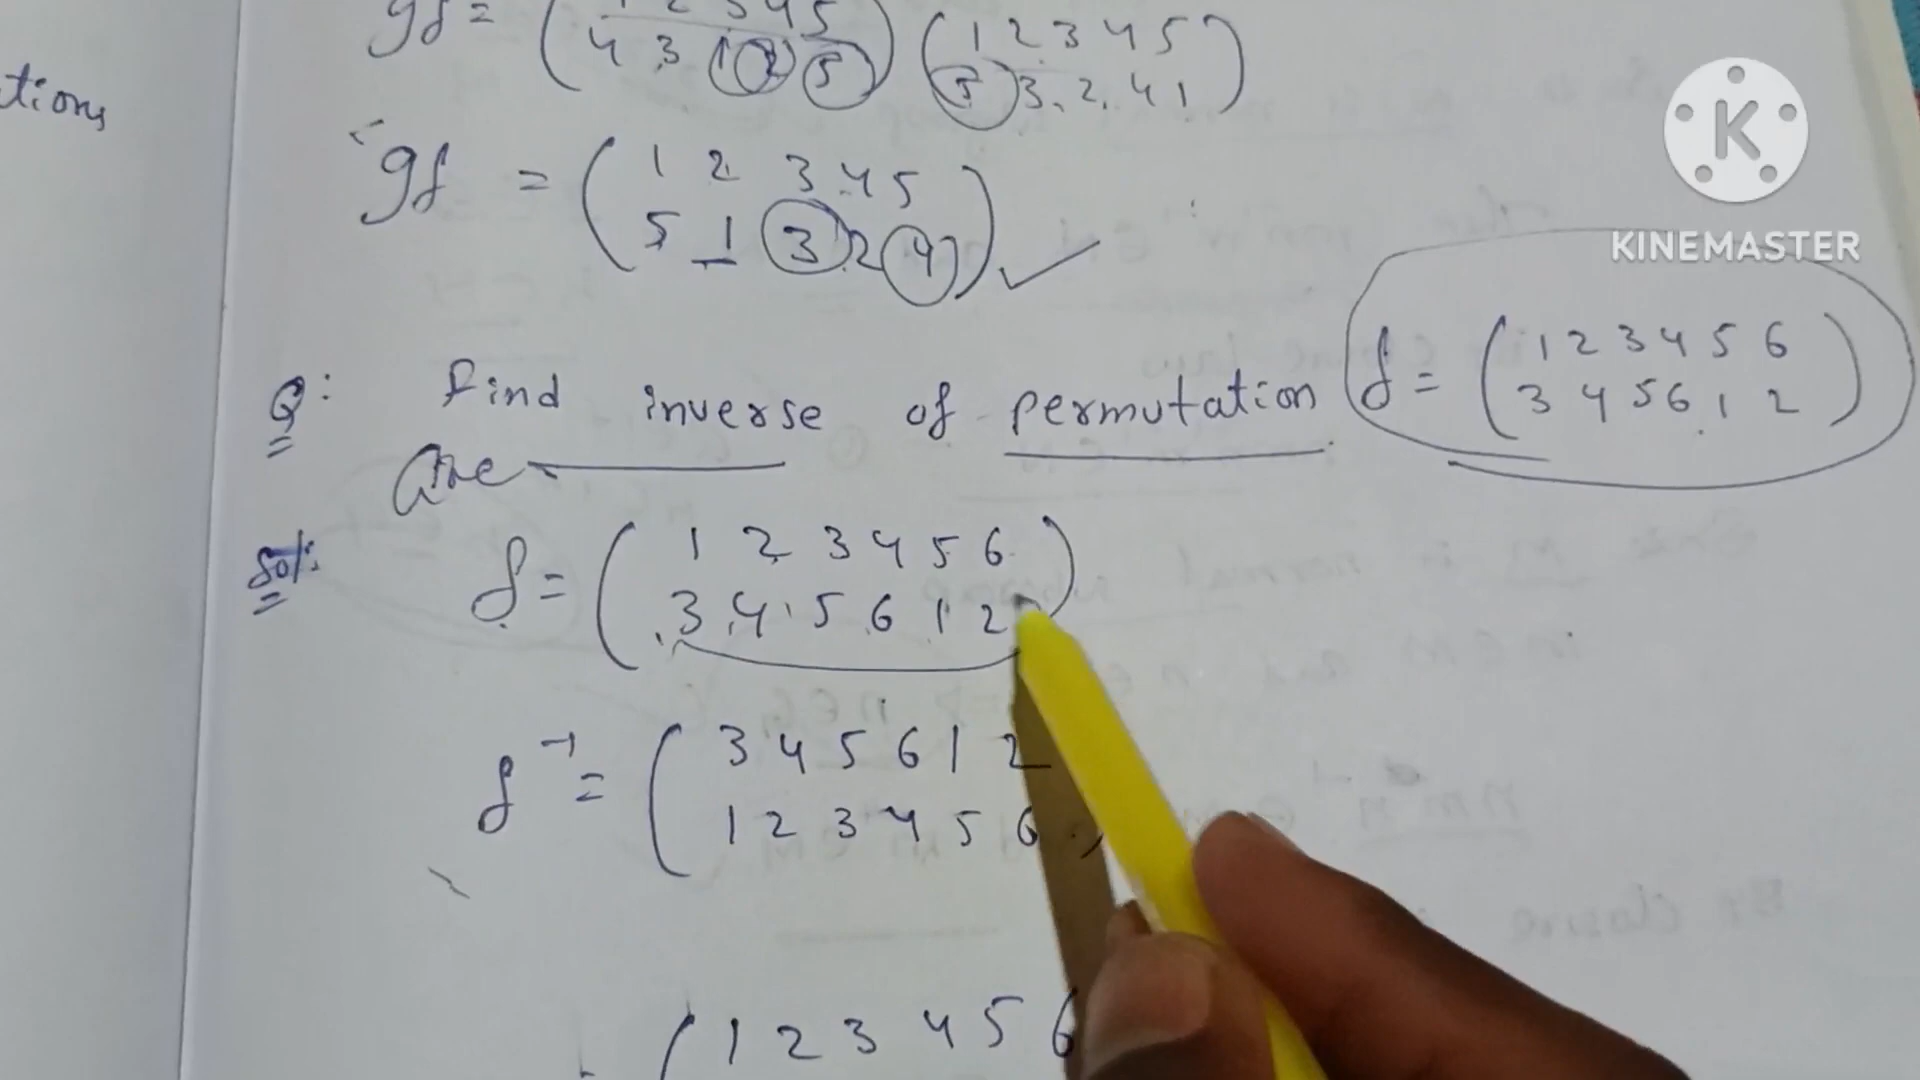 tions
gf = ( 1 2 3 4 5 ) ( 1 2 3 4 5 )
4 3 1 2 5 5 3 2 4 1
gf = ( 1 2 3 4 5 )
5 1 3 2 4
KINEMASTER
Q: Find inverse of permutation f = ( 1 2 3 4 5 6 )
3 4 5 6 1 2
are
Sol: f = ( 1 2 3 4 5 6 )
3 4 5 6 1 2
f -1 = ( 3 4 5 6 1 2
1 2 3 4 5 6 )
( 1 2 3 4 5 6